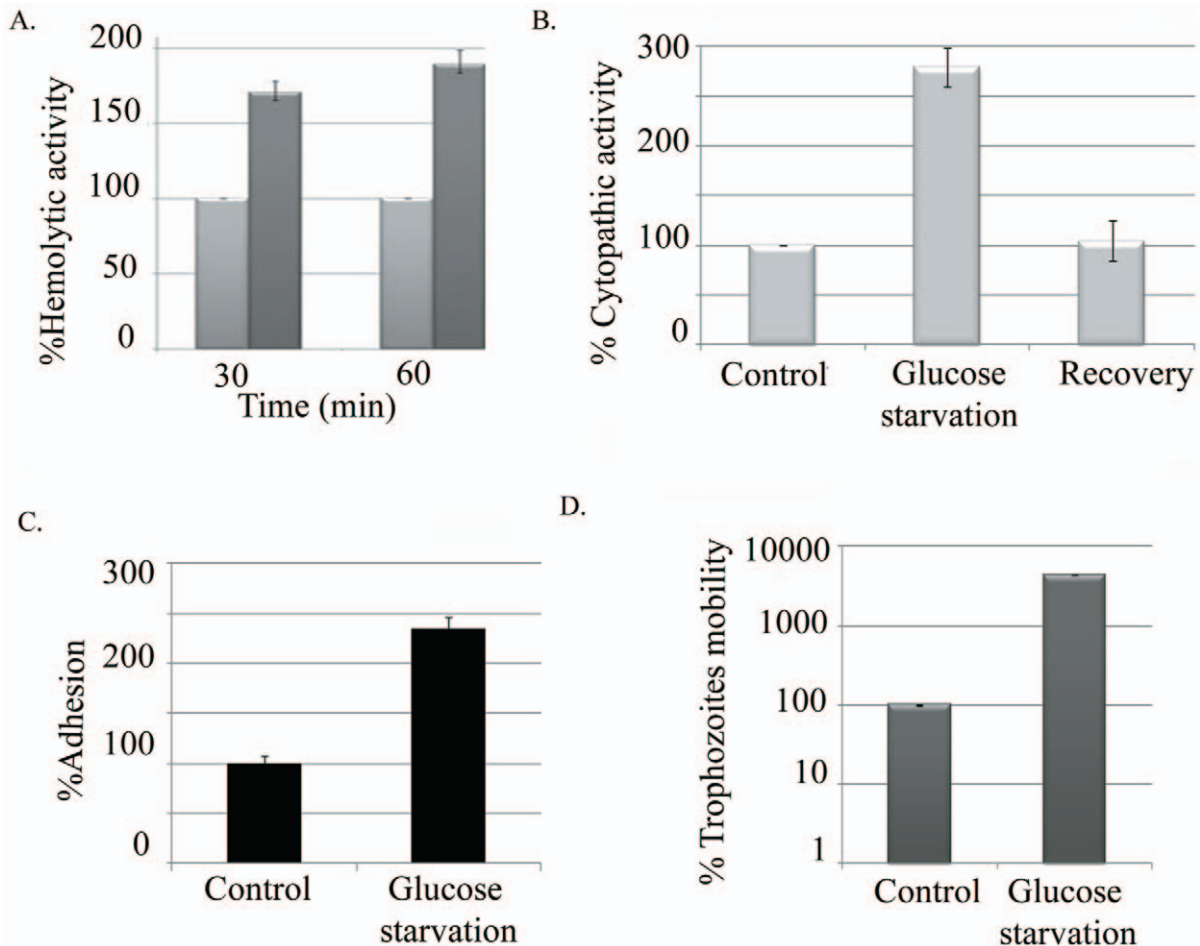 A.
%Hemolytic activity
200
150
100
50
0
30 60
Time (min)
B.
% Cytopathic activity
300
200
100
0
Control Glucose starvation Recovery
C.
%Adhesion
300
200
100
0
Control Glucose starvation
D.
% Trophozoites mobility
10000
1000
100
10
1
Control Glucose starvation